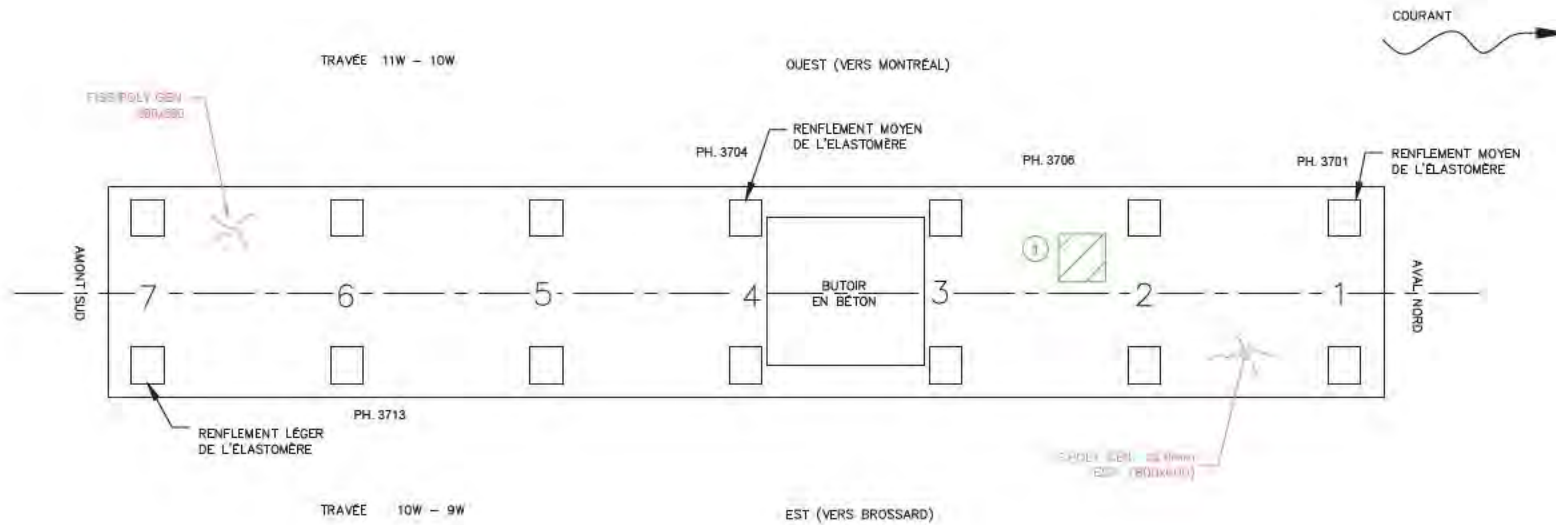 COURANT
TRAVÉE 11W - 10W
OUEST (VERS MONTRÉAL)
RENFLEMENT MOYEN
DE L'ELASTOMÈRE
PH. 3704
PH. 3706
PH. 3701
RENFLEMENT MOYEN
DE L'ÉLASTOMÈRE
1
AMONT SUD
7
6
5
4
BUTOIR
EN BÉTON
3
2
1
AVAL NORD
PH. 3713
RENFLEMENT LÉGER
DE L'ÉLASTOMÈRE
TRAVÉE 10W - 9W
EST (VERS BROSSARD)